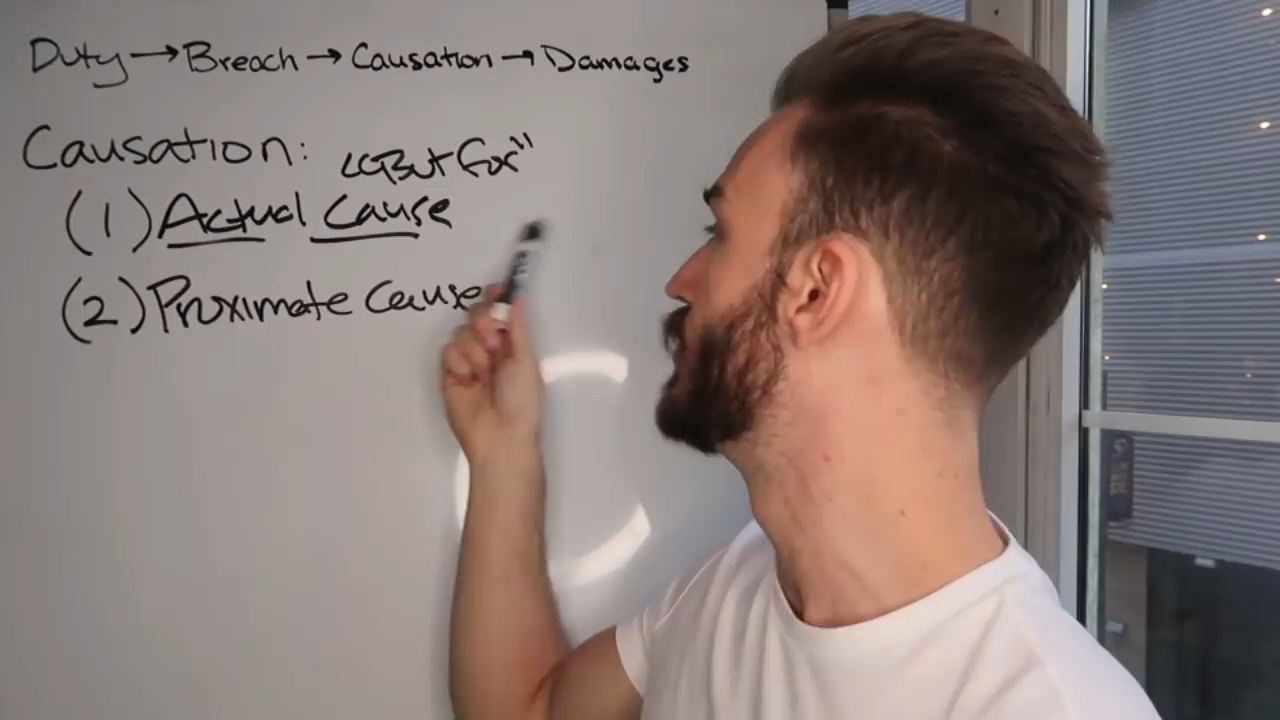 Duty → Breach → Causation → Damages
Causation:
↳ "But For"
(1) Actual Cause
(2) Proximate Cause